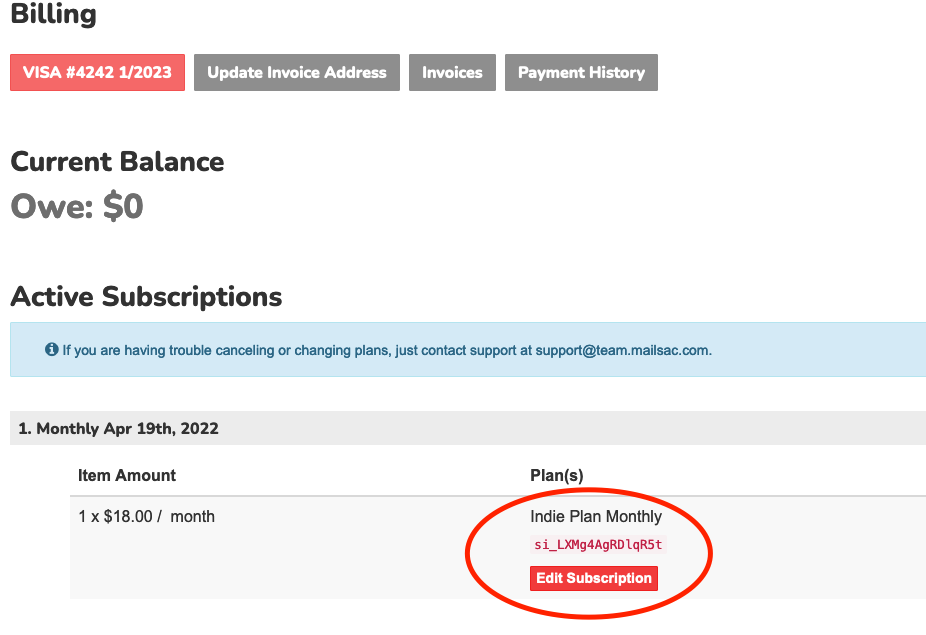 Billing
VISA #4242 1/2023 Update Invoice Address Invoices Payment History
Current Balance
Owe: $0
Active Subscriptions
If you are having trouble canceling or changing plans, just contact support at support@team.mailsac.com.
1. Monthly Apr 19th, 2022
Item Amount Plan(s)
1 x $18.00 / month Indie Plan Monthly
si_LXMg4AgRDlqR5t
Edit Subscription